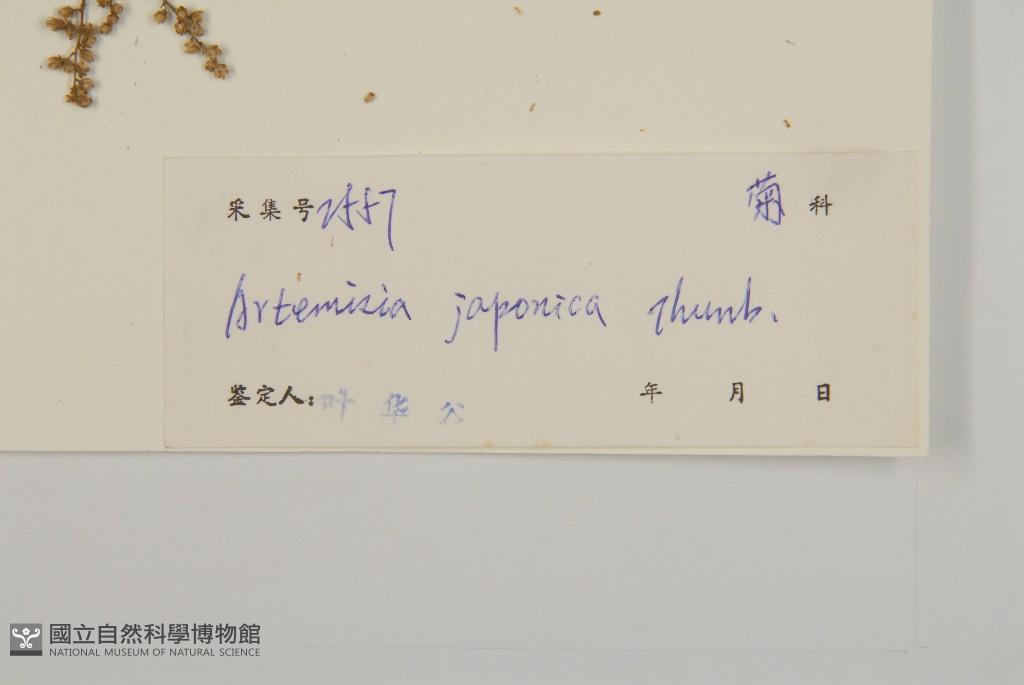 采集号 2557 菊 科
Artemisia japonica Thunb.
鉴定人: 叶华谷 年 月 日
國立自然科學博物館
NATIONAL MUSEUM OF NATURAL SCIENCE